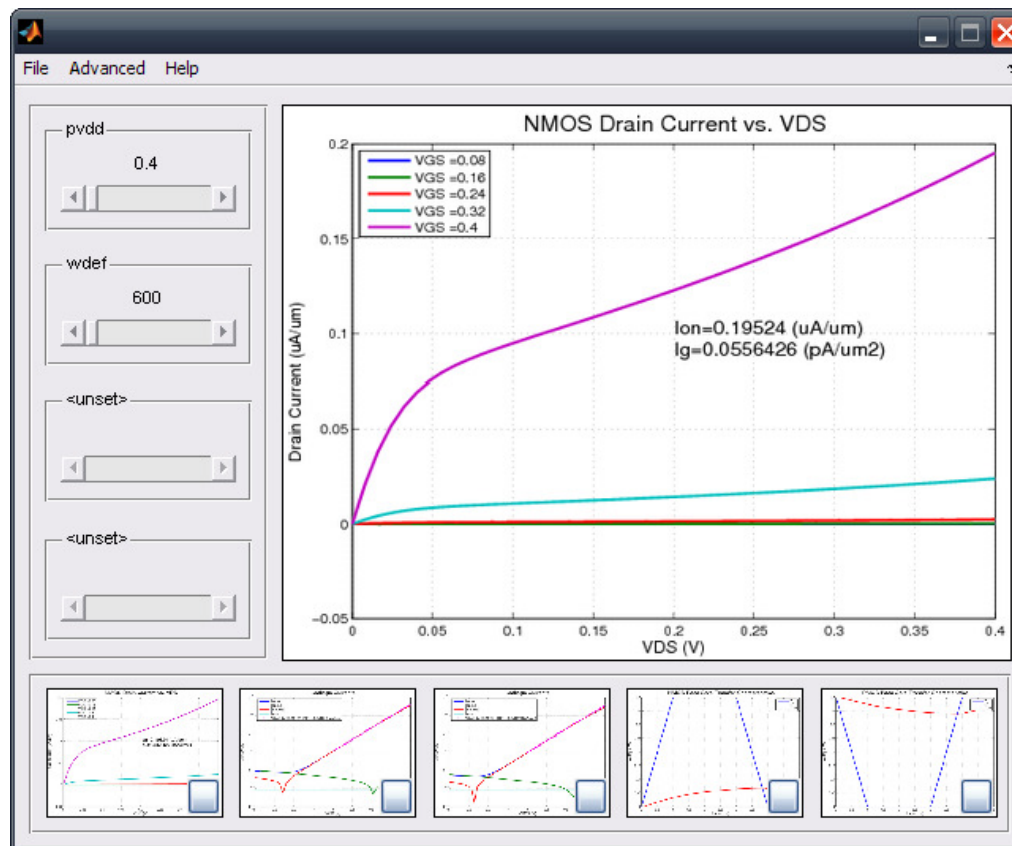 File Advanced Help
pvdd
0.4
wdef
600
<unset>
<unset>
NMOS Drain Current vs. VDS
VGS =0.08
VGS =0.16
VGS =0.24
VGS =0.32
VGS =0.4
Ion=0.19524 (uA/um)
Ig=0.0556426 (pA/um2)
Drain Current (uA/um)
0.2
0.15
0.1
0.05
0
−0.05
0 0.05 0.1 0.15 0.2 0.25 0.3 0.35 0.4
VDS (V)